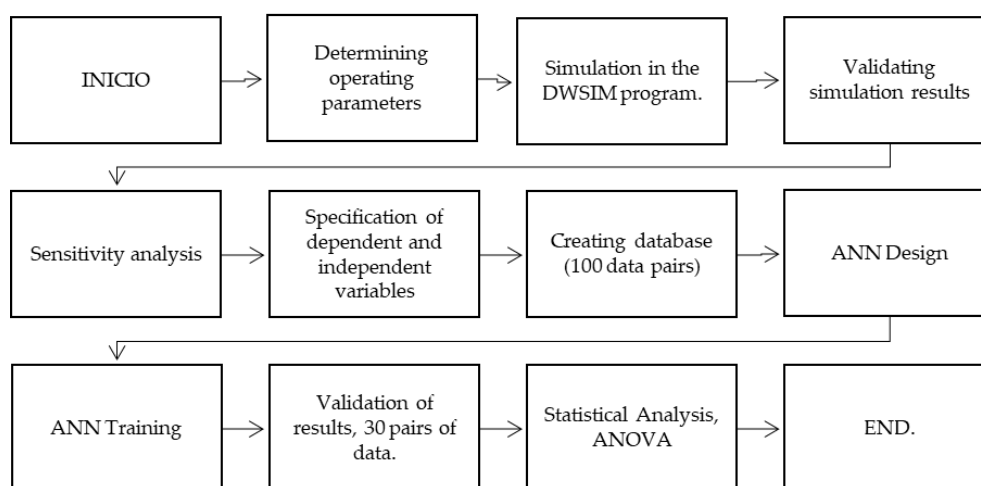 INICIO
Determining
operating
parameters
Simulation in the
DWSIM program.
Validating
simulation results
Sensitivity analysis
Specification of
dependent and
independent
variables
Creating database
(100 data pairs)
ANN Design
ANN Training
Validation of
results, 30 pairs of
data.
Statistical Analysis,
ANOVA
END.